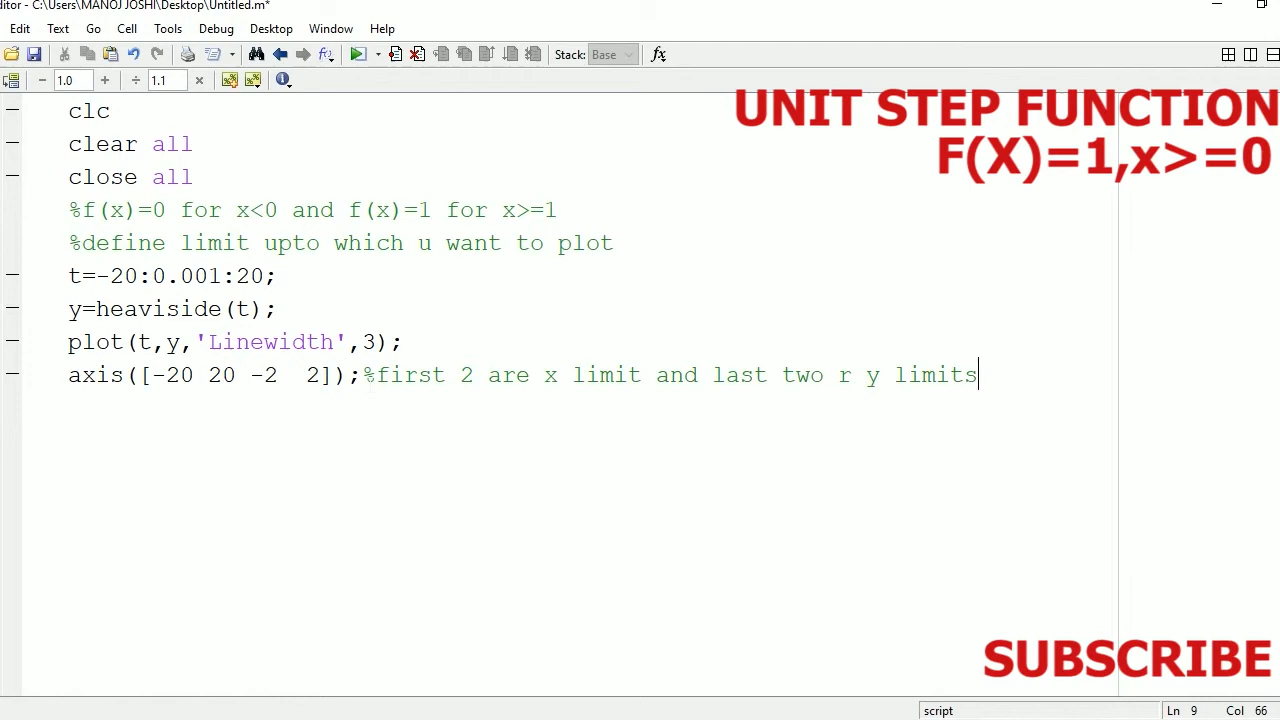 ditor - C:\Users\MANOJ JOSHI\Desktop\Untitled.m*
Edit Text Go Cell Tools Debug Desktop Window Help
Stack: Base fx
− 1.0 + ÷ 1.1 ×
clc
clear all
close all
%f(x)=0 for x<0 and f(x)=1 for x>=1
%define limit upto which u want to plot
t=-20:0.001:20;
y=heaviside(t);
plot(t,y,'Linewidth',3);
axis([-20 20 -2  2]);%first 2 are x limit and last two r y limits
UNIT STEP FUNCTION
F(X)=1,x>=0
SUBSCRIBE
script Ln 9 Col 66